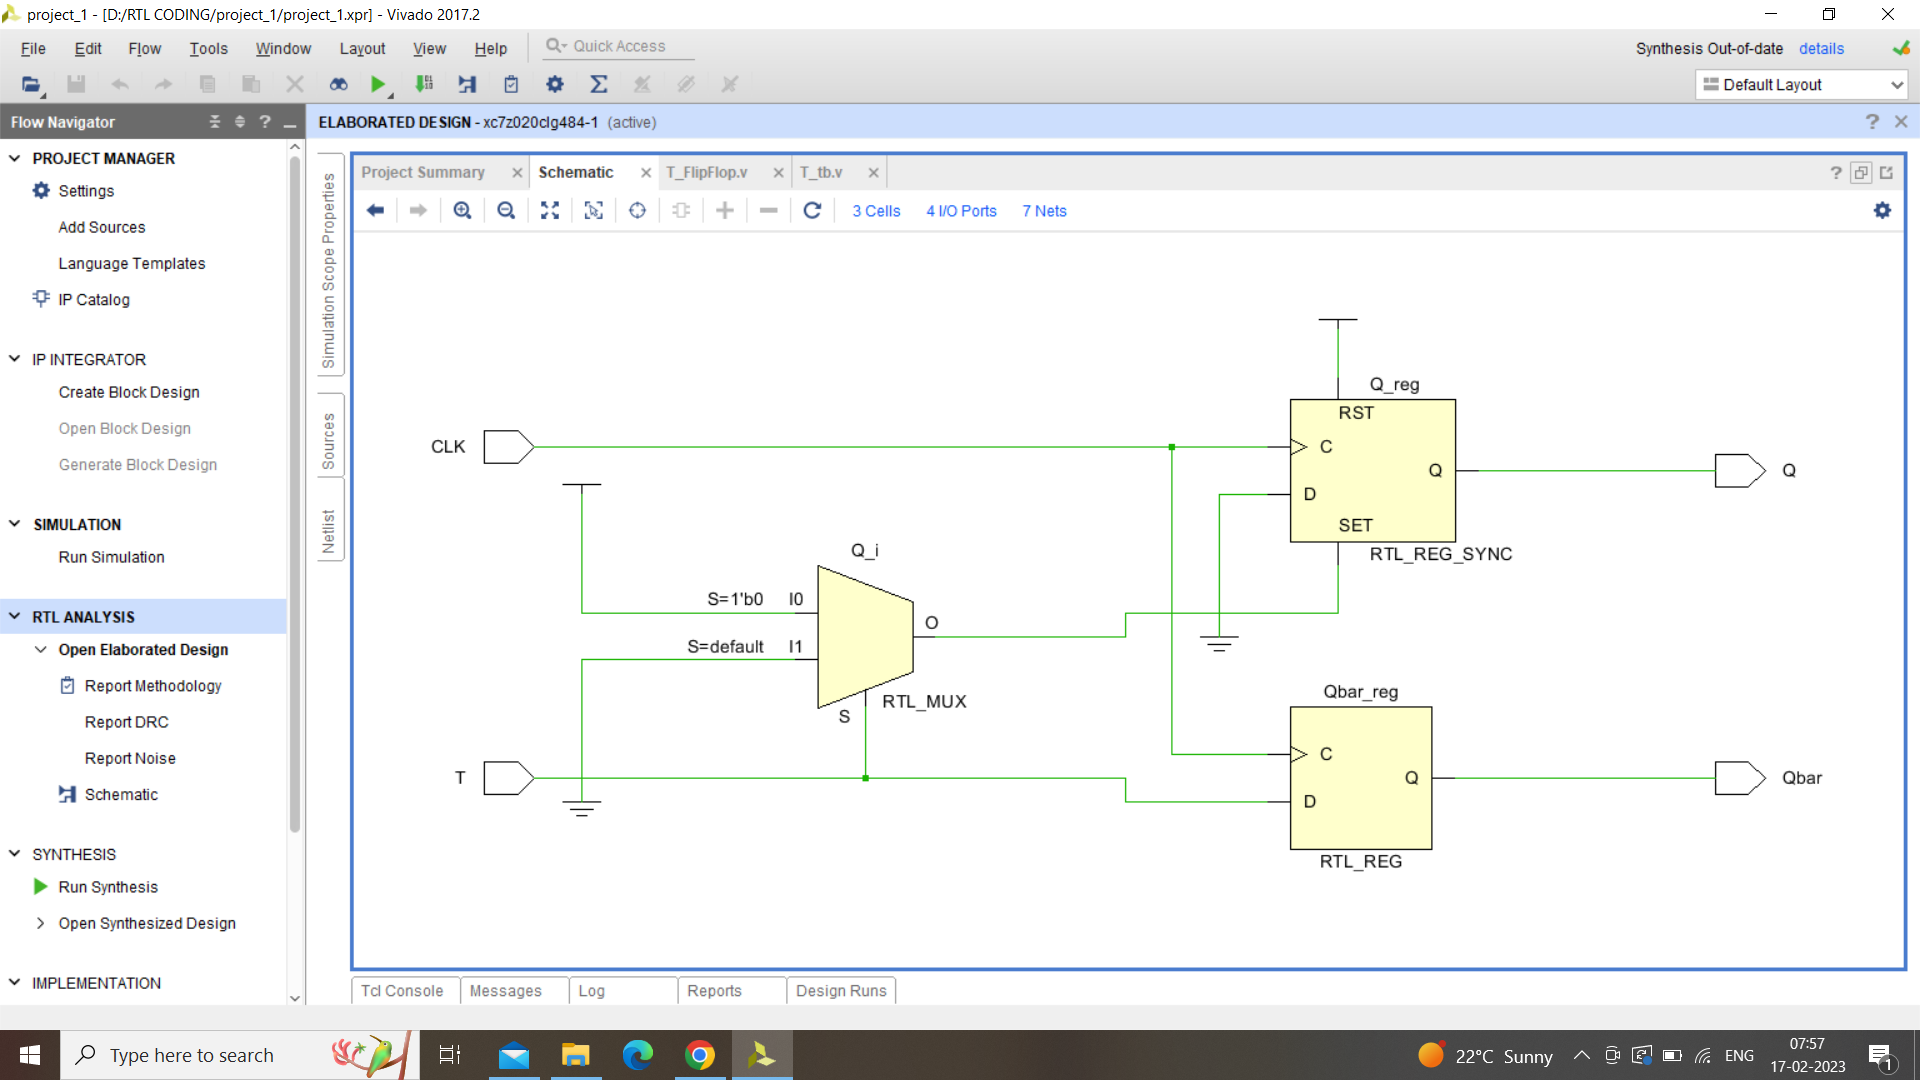 project_1 - [D:/RTL CODING/project_1/project_1.xpr] - Vivado 2017.2
File Edit Flow Tools Window Layout View Help Quick Access
Synthesis Out-of-date details
Default Layout
Flow Navigator
ELABORATED DESIGN - xc7z020clg484-1 (active)
PROJECT MANAGER
Settings
Add Sources
Language Templates
IP Catalog
IP INTEGRATOR
Create Block Design
Open Block Design
Generate Block Design
SIMULATION
Run Simulation
RTL ANALYSIS
Open Elaborated Design
Report Methodology
Report DRC
Report Noise
Schematic
SYNTHESIS
Run Synthesis
Open Synthesized Design
IMPLEMENTATION
Simulation Scope Properties
Sources
Netlist
Project Summary Schematic T_FlipFlop.v T_tb.v
3 Cells 4 I/O Ports 7 Nets
Q_reg
RST
CLK
C
Q
Q
D
SET
RTL_REG_SYNC
Q_i
S=1'b0 I0
O
S=default I1
RTL_MUX
S
Qbar_reg
C
T
Q
Qbar
D
RTL_REG
Tcl Console Messages Log Reports Design Runs
Type here to search
22°C Sunny
ENG
07:57
17-02-2023
1